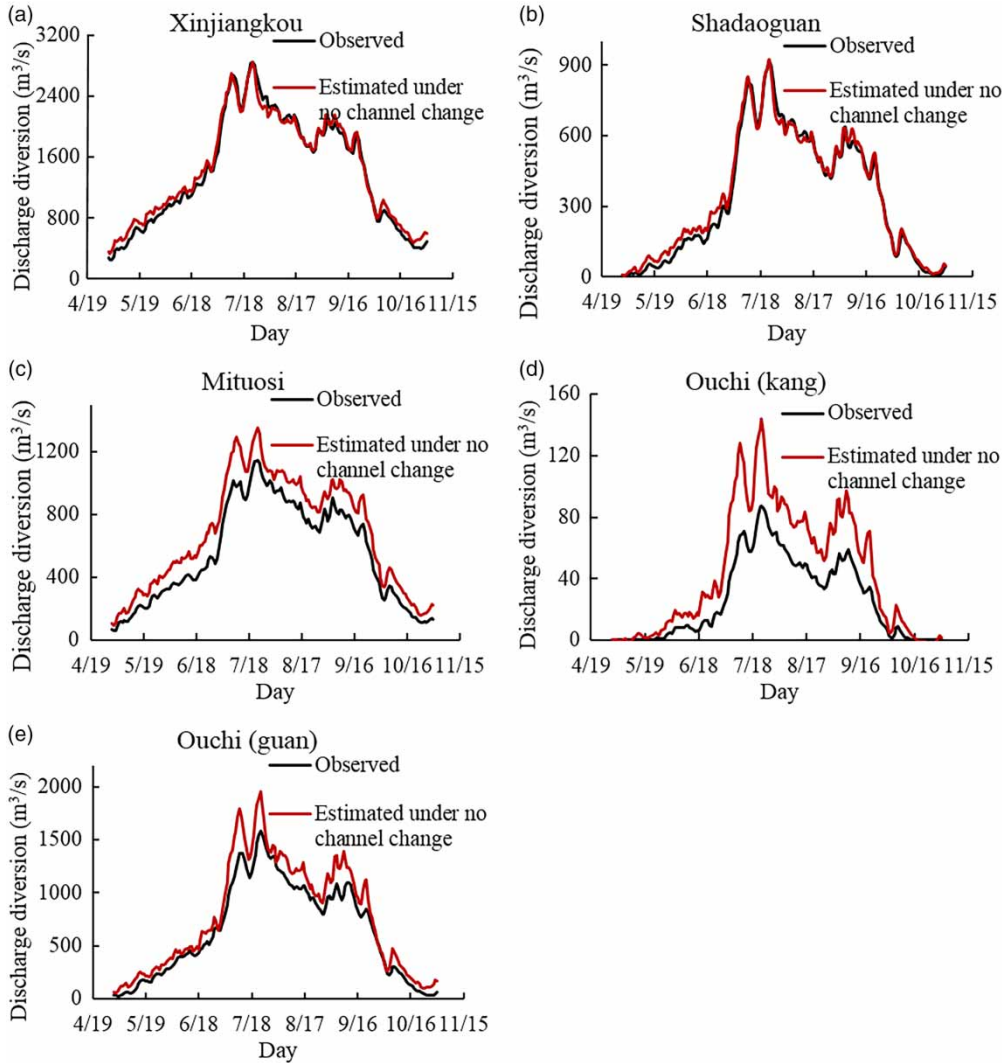 (a)
Xinjiangkou
Discharge diversion (m³/s)
3200
2400
1600
800
0
Observed
Estimated under
no channel change
4/19 5/19 6/18 7/18 8/17 9/16 10/16 11/15
Day
(b)
Shadaoguan
Discharge diversion (m³/s)
900
600
300
0
Observed
Estimated under no
channel change
4/19 5/19 6/18 7/18 8/17 9/16 10/16 11/15
Day
(c)
Mituosi
Discharge diversion (m³/s)
1200
800
400
0
Observed
Estimated under no
channel change
4/19 5/19 6/18 7/18 8/17 9/16 10/16 11/15
Day
(d)
Ouchi (kang)
Discharge diversion (m³/s)
160
120
80
40
0
Observed
Estimated under no
channel change
4/19 5/19 6/18 7/18 8/17 9/16 10/16 11/15
Day
(e)
Ouchi (guan)
Discharge diversion (m³/s)
2000
1500
1000
500
0
Observed
Estimated under no
channel change
4/19 5/19 6/18 7/18 8/17 9/16 10/16 11/15
Day